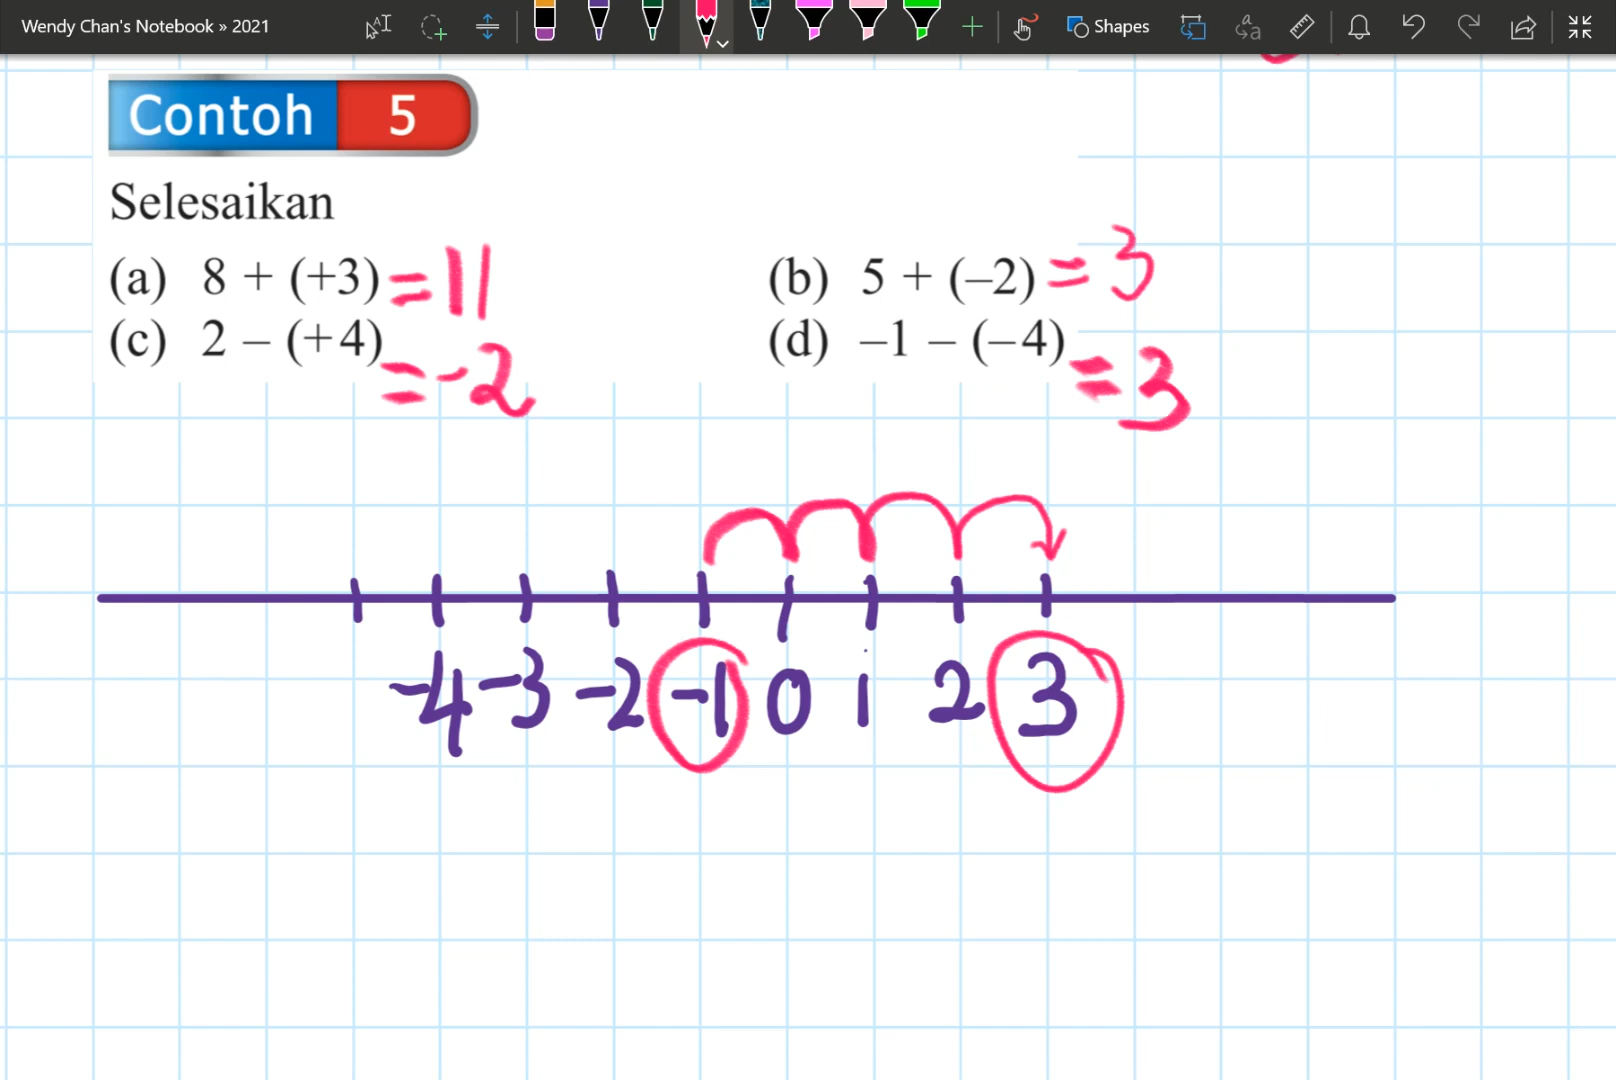 Wendy Chan's Notebook » 2021
Shapes
Contoh 5
Selesaikan
(a) 8 + (+3) = 11
(b) 5 + (–2) = 3
(c) 2 – (+4) = -2
(d) –1 – (–4) = 3
-4 -3 -2 -1 0 1 2 3